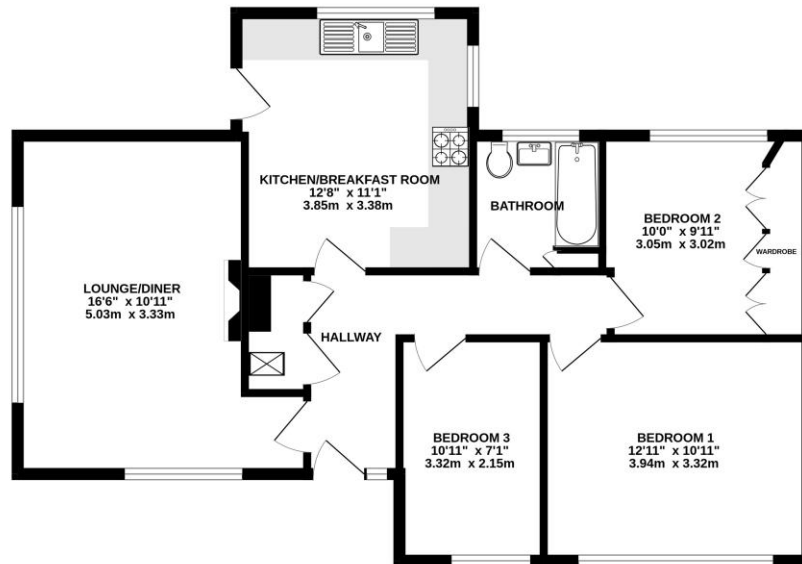 KITCHEN/BREAKFAST ROOM
12'8" x 11'1"
3.85m x 3.38m
BATHROOM
BEDROOM 2
10'0" x 9'11"
3.05m x 3.02m
WARDROBE
LOUNGE/DINER
16'6" x 10'11"
5.03m x 3.33m
HALLWAY
BEDROOM 3
10'11" x 7'1"
3.32m x 2.15m
BEDROOM 1
12'11" x 10'11"
3.94m x 3.32m